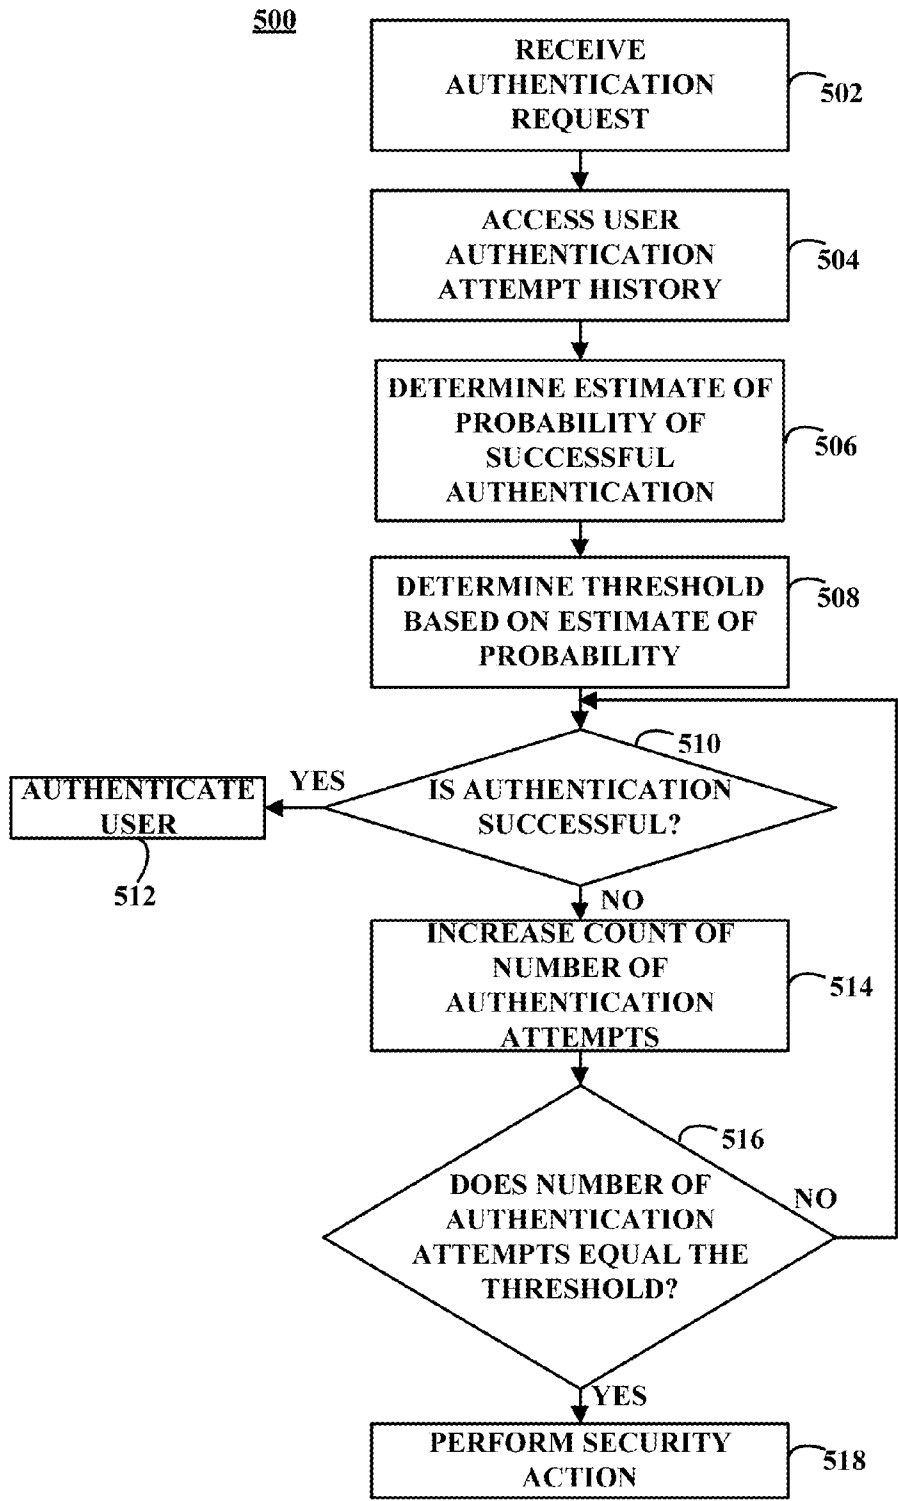 500
RECEIVE
AUTHENTICATION
REQUEST
502
ACCESS USER
AUTHENTICATION
ATTEMPT HISTORY
504
DETERMINE ESTIMATE OF
PROBABILITY OF
SUCCESSFUL
AUTHENTICATION
506
DETERMINE THRESHOLD
BASED ON ESTIMATE OF
PROBABILITY
508
510
IS AUTHENTICATION
SUCCESSFUL?
YES
AUTHENTICATE
USER
512
NO
INCREASE COUNT OF
NUMBER OF
AUTHENTICATION
ATTEMPTS
514
516
DOES NUMBER OF
AUTHENTICATION
ATTEMPTS EQUAL THE
THRESHOLD?
NO
YES
PERFORM SECURITY
ACTION
518